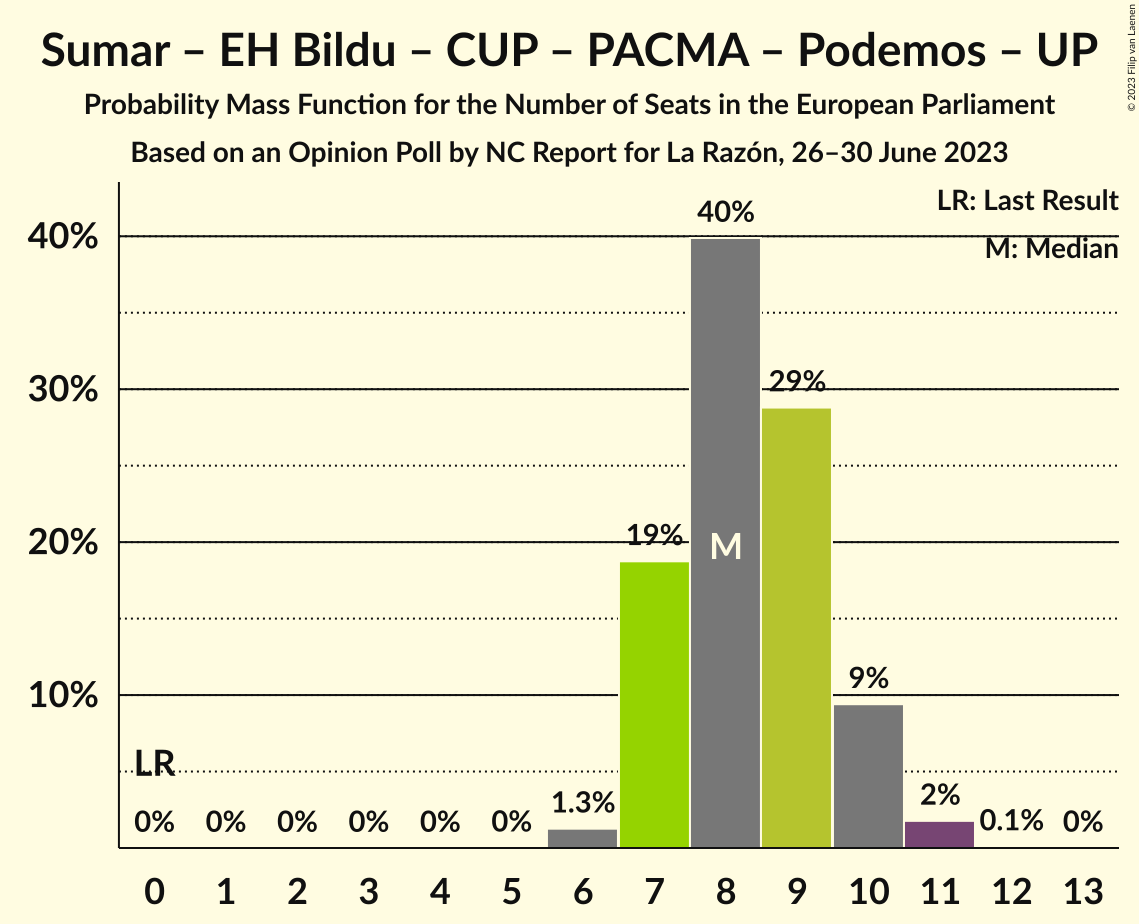 Sumar – EH Bildu – CUP – PACMA – Podemos – UP
Probability Mass Function for the Number of Seats in the European Parliament
Based on an Opinion Poll by NC Report for La Razón, 26–30 June 2023
© 2023 Filip van Laenen
LR: Last Result
M: Median
40%
30%
20%
10%
40%
29%
19%
M
9%
LR
0% 0% 0% 0% 0% 0% 1.3% 2% 0.1% 0%
0 1 2 3 4 5 6 7 8 9 10 11 12 13